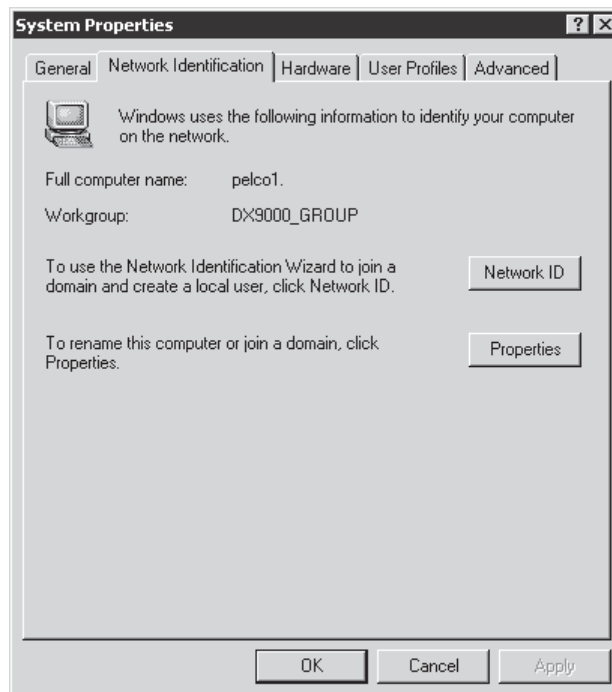 System Properties
General Network Identification Hardware User Profiles Advanced
Windows uses the following information to identify your computer
on the network.
Full computer name: pelco1.
Workgroup: DX9000_GROUP
To use the Network Identification Wizard to join a
domain and create a local user, click Network ID.
Network ID
To rename this computer or join a domain, click
Properties.
Properties
OK Cancel Apply